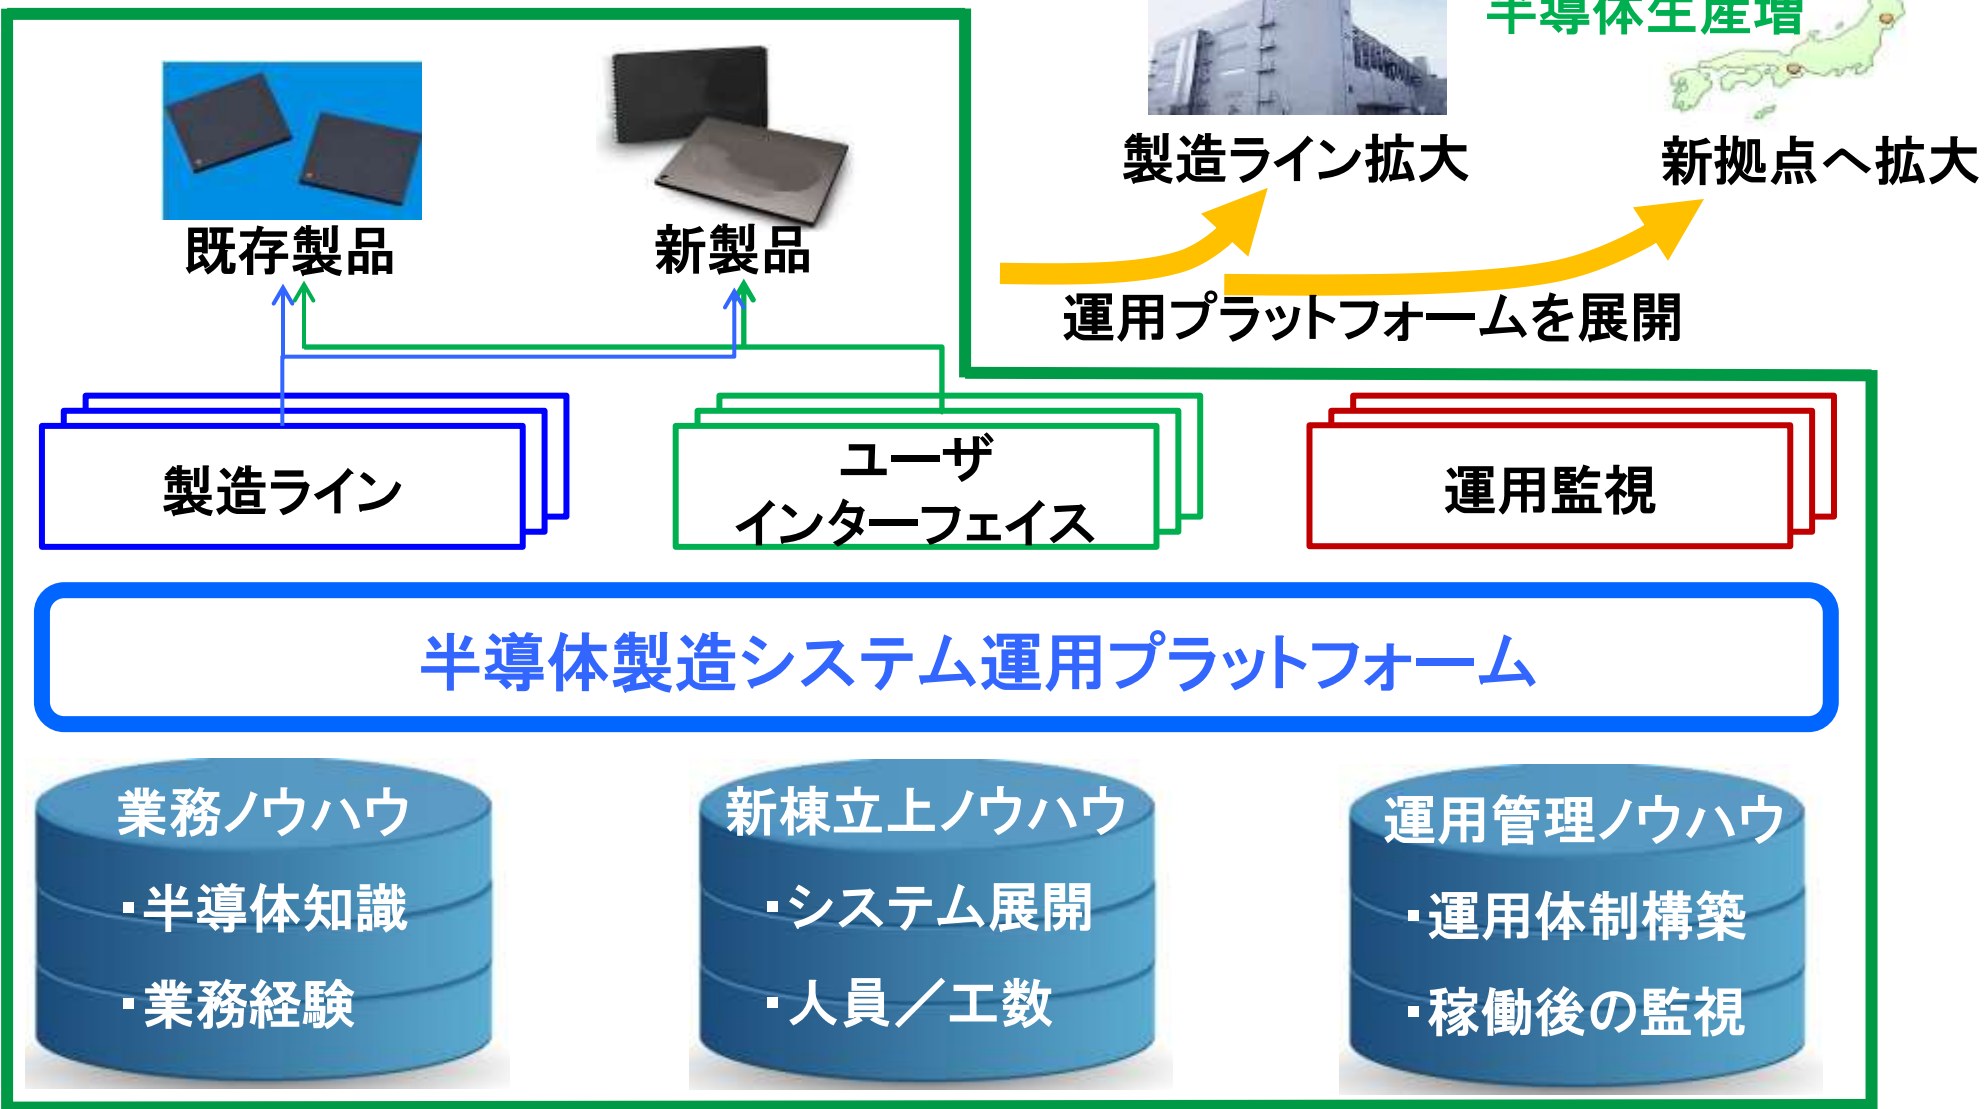 半導体生産増
製造ライン拡大
新拠点へ拡大
既存製品
新製品
運用プラットフォームを展開
製造ライン
ユーザ
インターフェイス
運用監視
半導体製造システム運用プラットフォーム
業務ノウハウ
・半導体知識
・業務経験
新棟立上ノウハウ
・システム展開
・人員／工数
運用管理ノウハウ
・運用体制構築
・稼働後の監視